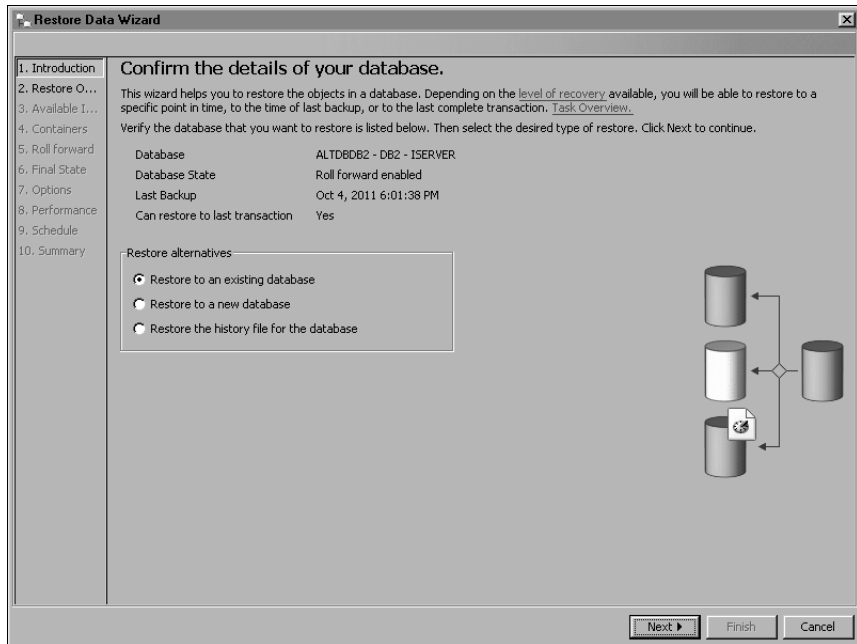 Restore Data Wizard
1. Introduction
2. Restore O...
3. Available I...
4. Containers
5. Roll forward
6. Final State
7. Options
8. Performance
9. Schedule
10. Summary
Confirm the details of your database.
This wizard helps you to restore the objects in a database. Depending on the level of recovery available, you will be able to restore to a
specific point in time, to the time of last backup, or to the last complete transaction. Task Overview.
Verify the database that you want to restore is listed below. Then select the desired type of restore. Click Next to continue.
Database ALTDBDB2 - DB2 - ISERVER
Database State Roll forward enabled
Last Backup Oct 4, 2011 6:01:38 PM
Can restore to last transaction Yes
Restore alternatives
Restore to an existing database
Restore to a new database
Restore the history file for the database
Next
Finish
Cancel